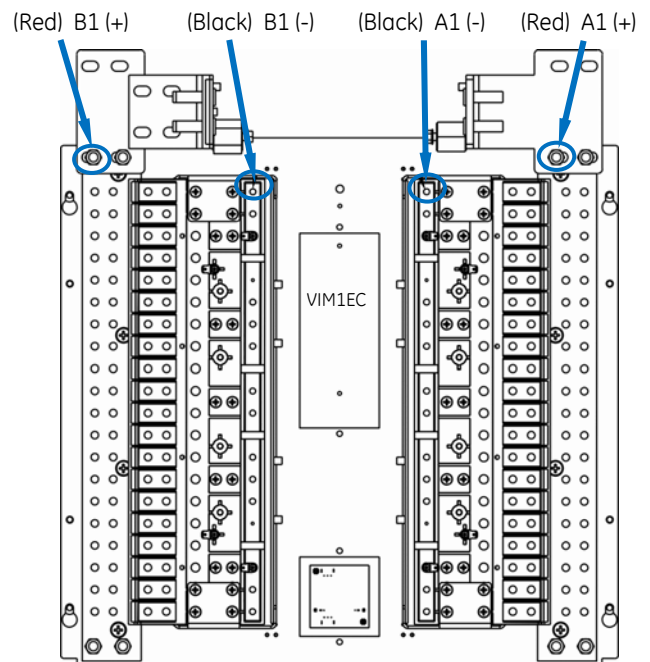 (Red) B1 (+) (Black) B1 (-) (Black) A1 (-) (Red) A1 (+)
VIM1EC